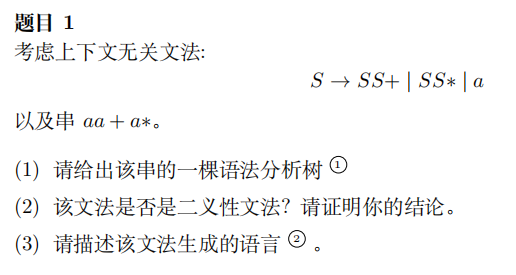 题目 1
考虑上下文无关文法:
S → SS+ | SS* | a
以及串 aa + a*。
(1) 请给出该串的一棵语法分析树 ①
(2) 该文法是否是二义性文法? 请证明你的结论。
(3) 请描述该文法生成的语言 ② 。